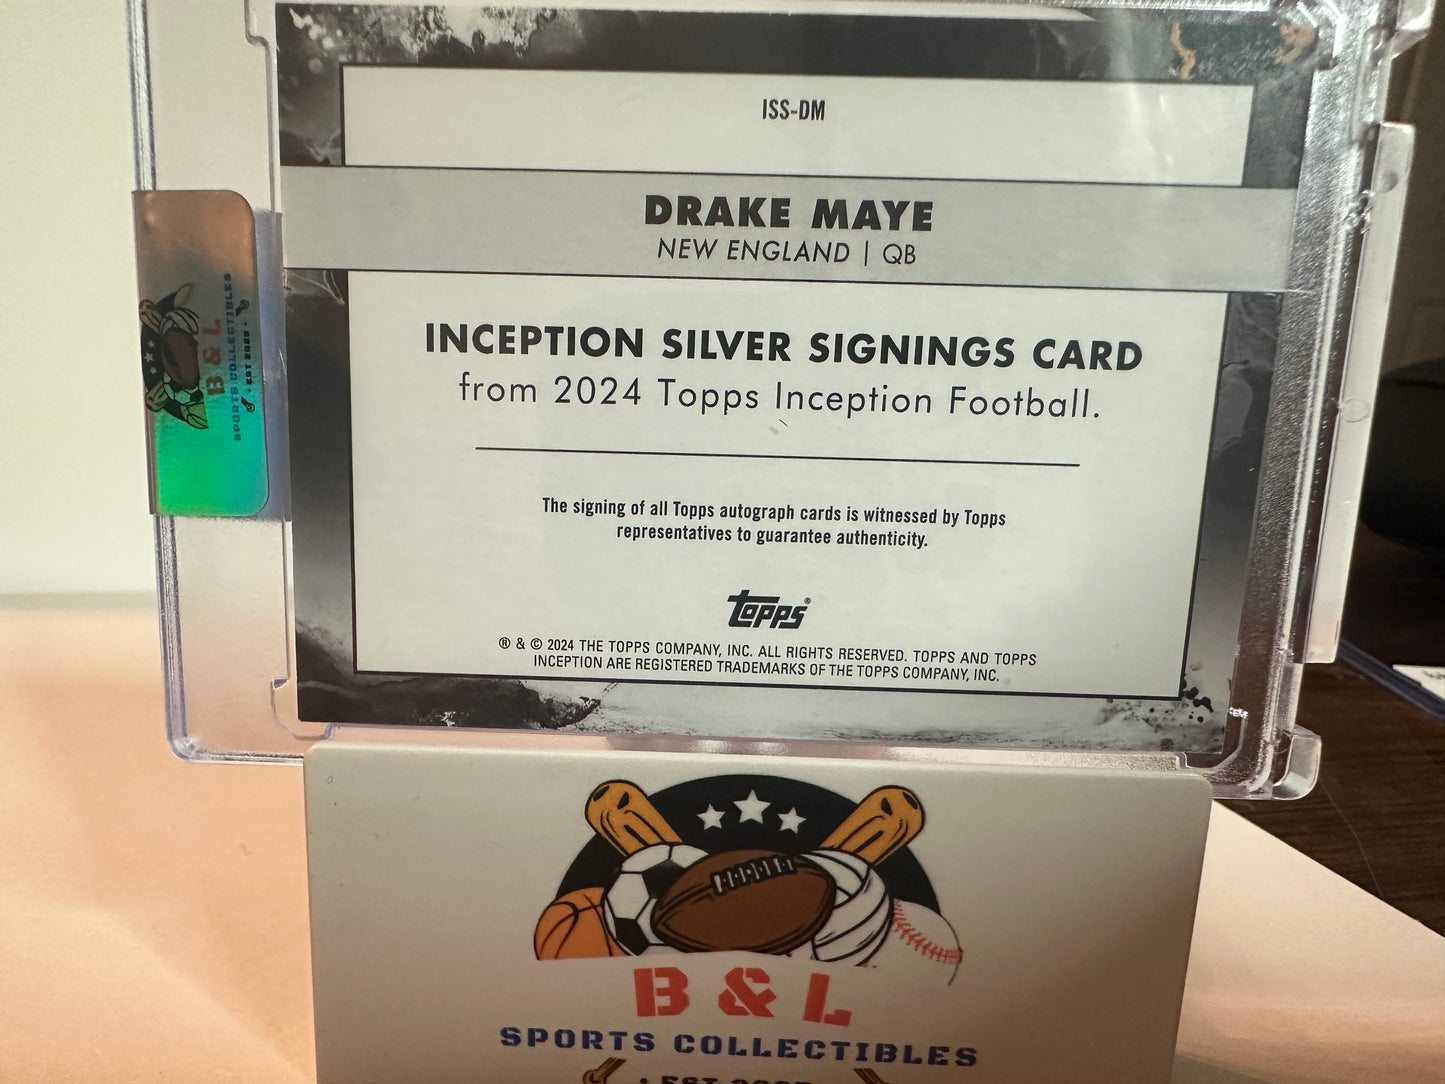 ISS-DM
DRAKE MAYE
NEW ENGLAND | QB
INCEPTION SILVER SIGNINGS CARD
from 2024 Topps Inception Football.
The signing of all Topps autograph cards is witnessed by Topps
representatives to guarantee authenticity.
topps®
® & © 2024 THE TOPPS COMPANY, INC. ALL RIGHTS RESERVED. TOPPS AND TOPPS
INCEPTION ARE REGISTERED TRADEMARKS OF THE TOPPS COMPANY, INC.
B & L
SPORTS COLLECTIBLES
B & L
SPORTS COLLECTIBLES